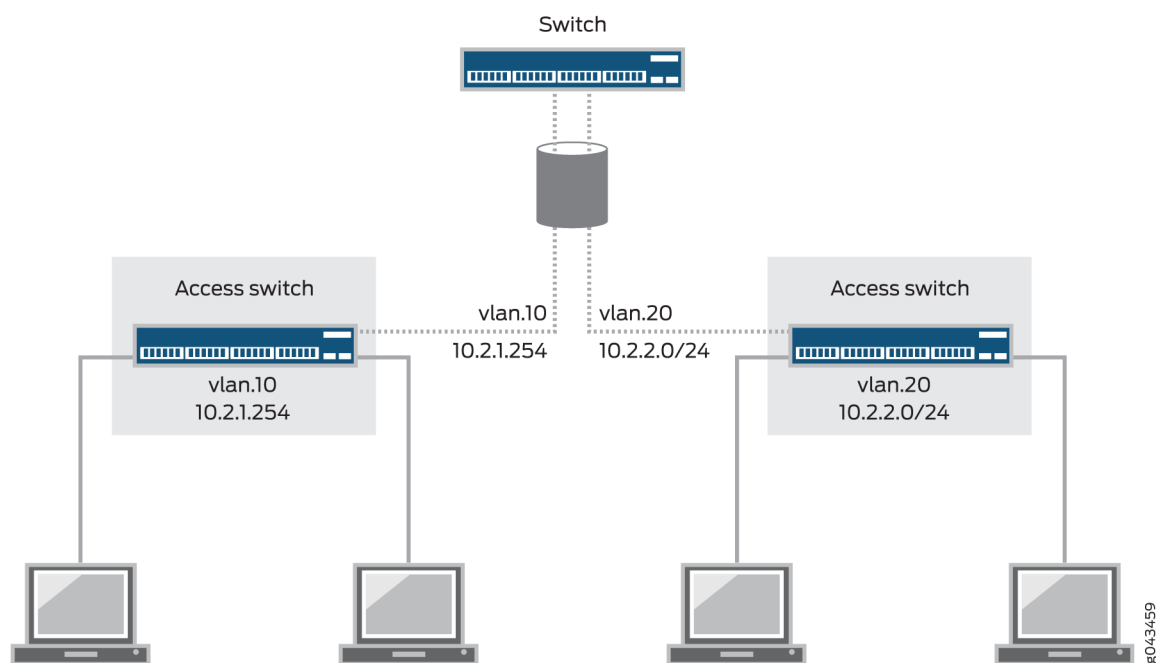 Switch
Access switch
vlan.10
10.2.1.254
vlan.10
10.2.1.254
vlan.20
10.2.2.0/24
Access switch
vlan.20
10.2.2.0/24
g043459